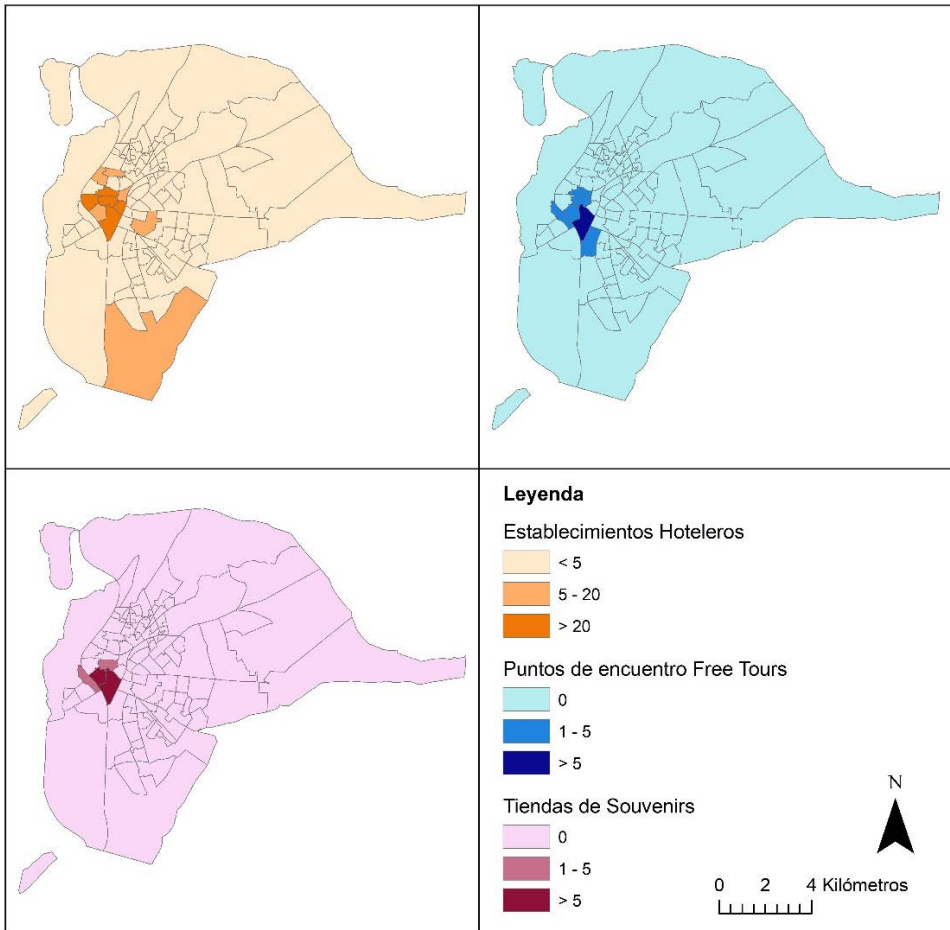 Leyenda
Establecimientos Hoteleros
< 5
5 - 20
> 20
Puntos de encuentro Free Tours
0
1 - 5
> 5
Tiendas de Souvenirs
0
1 - 5
> 5
N
0 2 4 Kilómetros